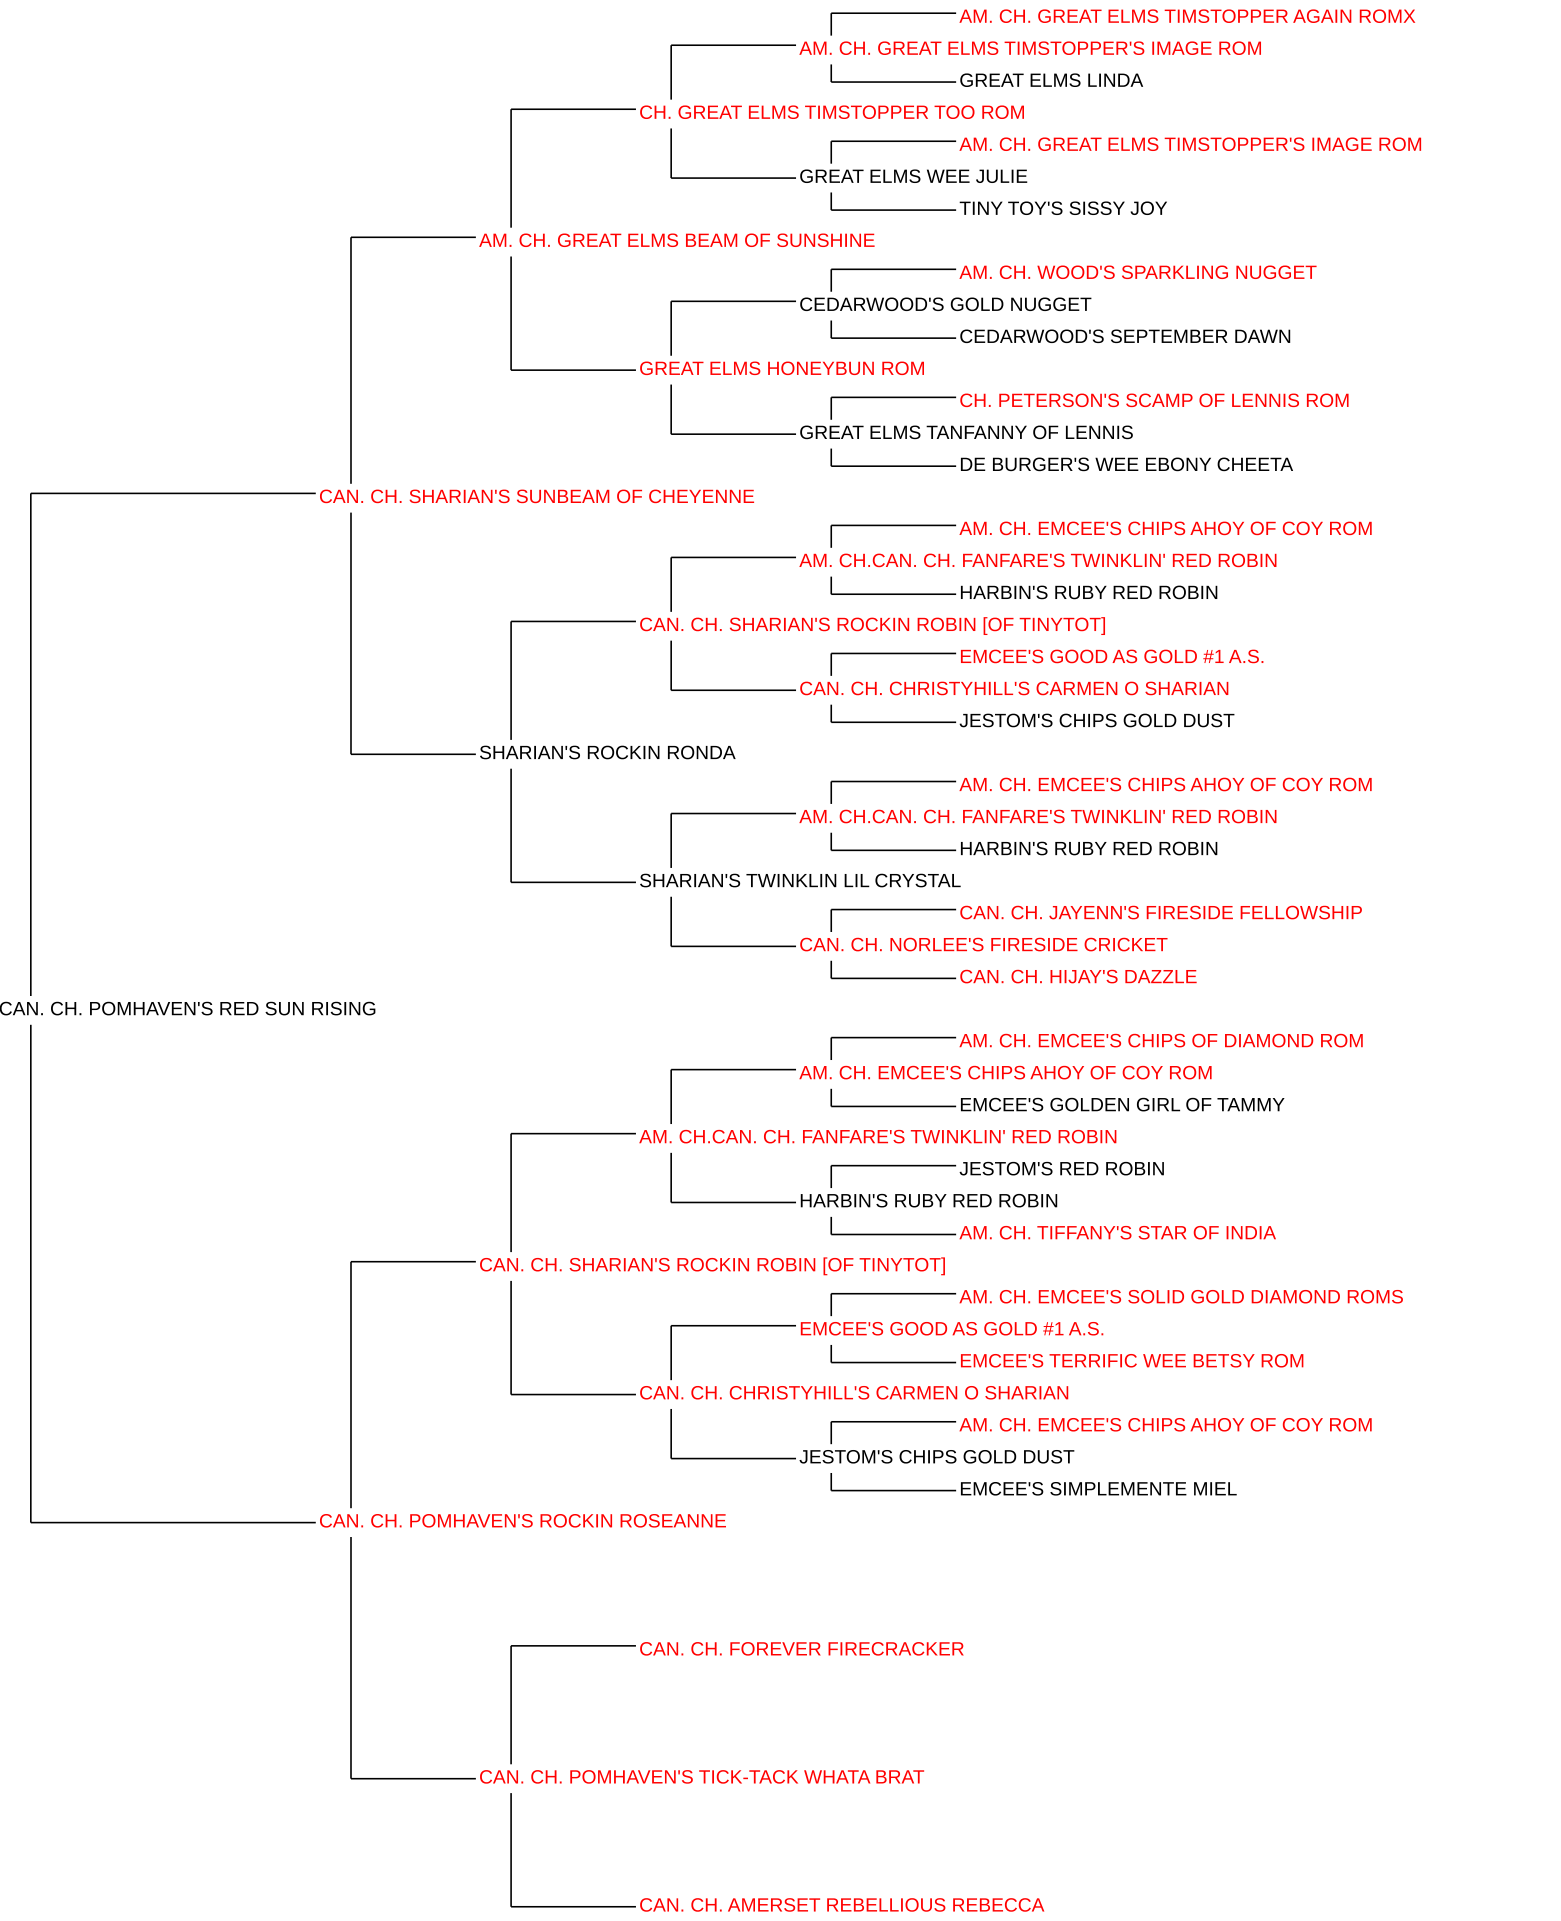 AM. CH. GREAT ELMS TIMSTOPPER AGAIN ROMX
AM. CH. GREAT ELMS TIMSTOPPER'S IMAGE ROM
GREAT ELMS LINDA
CH. GREAT ELMS TIMSTOPPER TOO ROM
AM. CH. GREAT ELMS TIMSTOPPER'S IMAGE ROM
GREAT ELMS WEE JULIE
TINY TOY'S SISSY JOY
AM. CH. GREAT ELMS BEAM OF SUNSHINE
AM. CH. WOOD'S SPARKLING NUGGET
CEDARWOOD'S GOLD NUGGET
CEDARWOOD'S SEPTEMBER DAWN
GREAT ELMS HONEYBUN ROM
CH. PETERSON'S SCAMP OF LENNIS ROM
GREAT ELMS TANFANNY OF LENNIS
DE BURGER'S WEE EBONY CHEETA
CAN. CH. SHARIAN'S SUNBEAM OF CHEYENNE
AM. CH. EMCEE'S CHIPS AHOY OF COY ROM
AM. CH.CAN. CH. FANFARE'S TWINKLIN' RED ROBIN
HARBIN'S RUBY RED ROBIN
CAN. CH. SHARIAN'S ROCKIN ROBIN [OF TINYTOT]
EMCEE'S GOOD AS GOLD #1 A.S.
CAN. CH. CHRISTYHILL'S CARMEN O SHARIAN
JESTOM'S CHIPS GOLD DUST
SHARIAN'S ROCKIN RONDA
AM. CH. EMCEE'S CHIPS AHOY OF COY ROM
AM. CH.CAN. CH. FANFARE'S TWINKLIN' RED ROBIN
HARBIN'S RUBY RED ROBIN
SHARIAN'S TWINKLIN LIL CRYSTAL
CAN. CH. JAYENN'S FIRESIDE FELLOWSHIP
CAN. CH. NORLEE'S FIRESIDE CRICKET
CAN. CH. HIJAY'S DAZZLE
CAN. CH. POMHAVEN'S RED SUN RISING
AM. CH. EMCEE'S CHIPS OF DIAMOND ROM
AM. CH. EMCEE'S CHIPS AHOY OF COY ROM
EMCEE'S GOLDEN GIRL OF TAMMY
AM. CH.CAN. CH. FANFARE'S TWINKLIN' RED ROBIN
JESTOM'S RED ROBIN
HARBIN'S RUBY RED ROBIN
AM. CH. TIFFANY'S STAR OF INDIA
CAN. CH. SHARIAN'S ROCKIN ROBIN [OF TINYTOT]
AM. CH. EMCEE'S SOLID GOLD DIAMOND ROMS
EMCEE'S GOOD AS GOLD #1 A.S.
EMCEE'S TERRIFIC WEE BETSY ROM
CAN. CH. CHRISTYHILL'S CARMEN O SHARIAN
AM. CH. EMCEE'S CHIPS AHOY OF COY ROM
JESTOM'S CHIPS GOLD DUST
EMCEE'S SIMPLEMENTE MIEL
CAN. CH. POMHAVEN'S ROCKIN ROSEANNE
CAN. CH. FOREVER FIRECRACKER
CAN. CH. POMHAVEN'S TICK-TACK WHATA BRAT
CAN. CH. AMERSET REBELLIOUS REBECCA